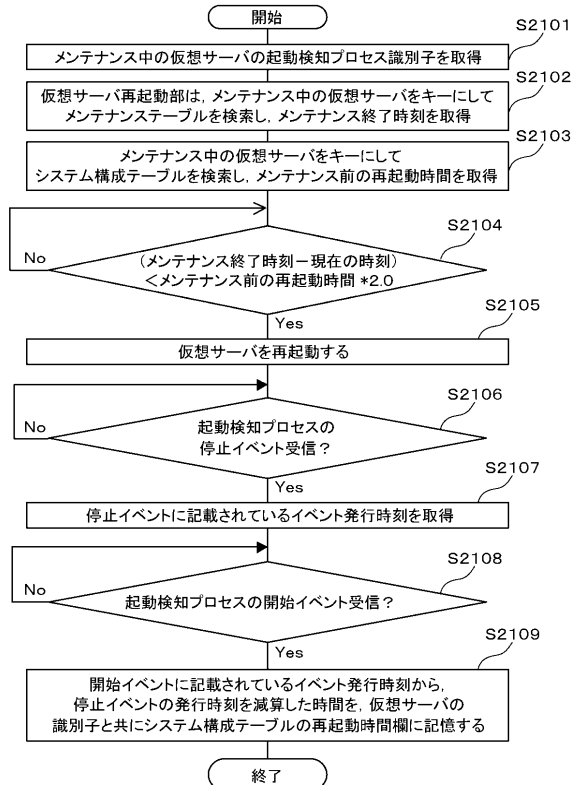 開始
S2101
メンテナンス中の仮想サーバの起動検知プロセス識別子を取得
S2102
仮想サーバ再起動部は，メンテナンス中の仮想サーバをキーにして
メンテナンステーブルを検索し，メンテナンス終了時刻を取得
S2103
メンテナンス中の仮想サーバをキーにして
システム構成テーブルを検索し，メンテナンス前の再起動時間を取得
S2104
（メンテナンス終了時刻－現在の時刻）
＜メンテナンス前の再起動時間 *2.0
No
Yes
S2105
仮想サーバを再起動する
S2106
起動検知プロセスの
停止イベント受信？
No
Yes
S2107
停止イベントに記載されているイベント発行時刻を取得
S2108
起動検知プロセスの開始イベント受信？
No
Yes
S2109
開始イベントに記載されているイベント発行時刻から，
停止イベントの発行時刻を減算した時間を，仮想サーバの
識別子と共にシステム構成テーブルの再起動時間欄に記憶する
終了